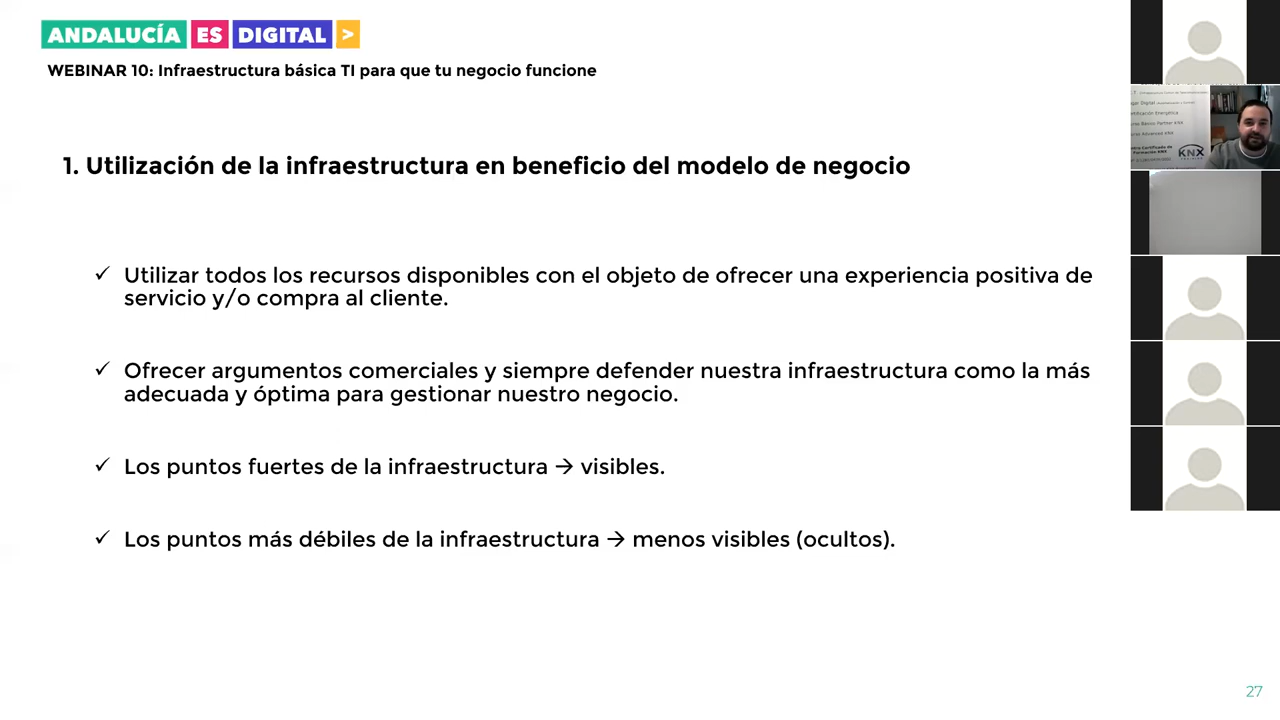 ANDALUCÍA ES DIGITAL >
WEBINAR 10: Infraestructura básica TI para que tu negocio funcione
1. Utilización de la infraestructura en beneficio del modelo de negocio
✓ Utilizar todos los recursos disponibles con el objeto de ofrecer una experiencia positiva de
servicio y/o compra al cliente.
✓ Ofrecer argumentos comerciales y siempre defender nuestra infraestructura como la más
adecuada y óptima para gestionar nuestro negocio.
✓ Los puntos fuertes de la infraestructura → visibles.
✓ Los puntos más débiles de la infraestructura → menos visibles (ocultos).
Digital
Certificación Energética
KNX
27